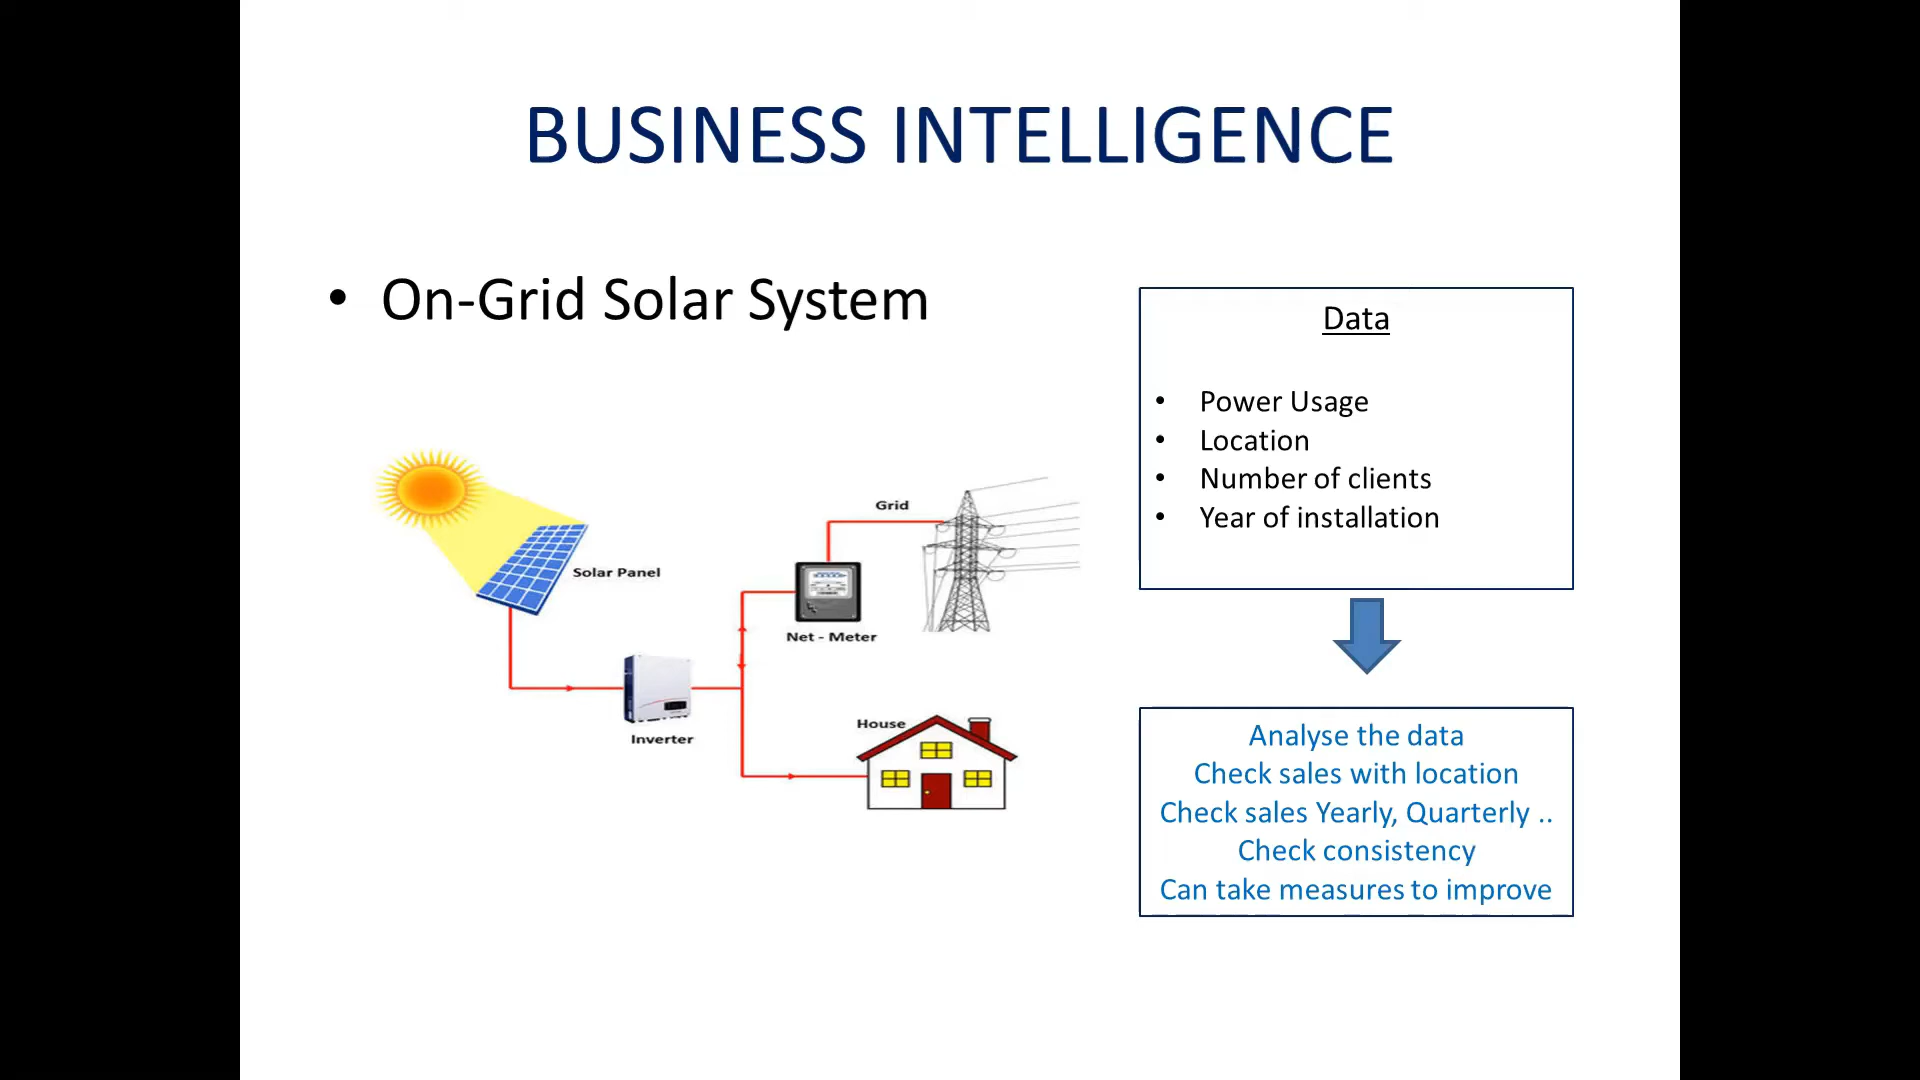 BUSINESS INTELLIGENCE
• On-Grid Solar System
Grid
Solar Panel
Net - Meter
House
Inverter
Data
• Power Usage
• Location
• Number of clients
• Year of installation
Analyse the data
Check sales with location
Check sales Yearly, Quarterly ..
Check consistency
Can take measures to improve